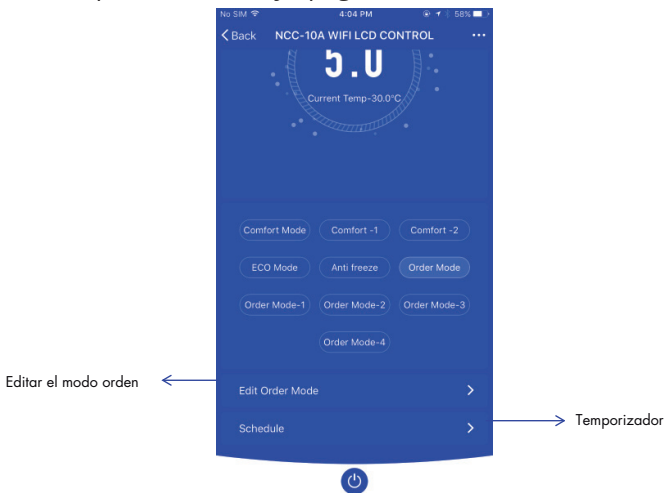 No SIM 4:04 PM 58%
Back NCC-10A WIFI LCD CONTROL ...
5.0
Current Temp-30.0°C
Comfort Mode Comfort -1 Comfort -2
ECO Mode Anti freeze Order Mode
Order Mode-1 Order Mode-2 Order Mode-3
Order Mode-4
Editar el modo orden
Edit Order Mode
Schedule
Temporizador